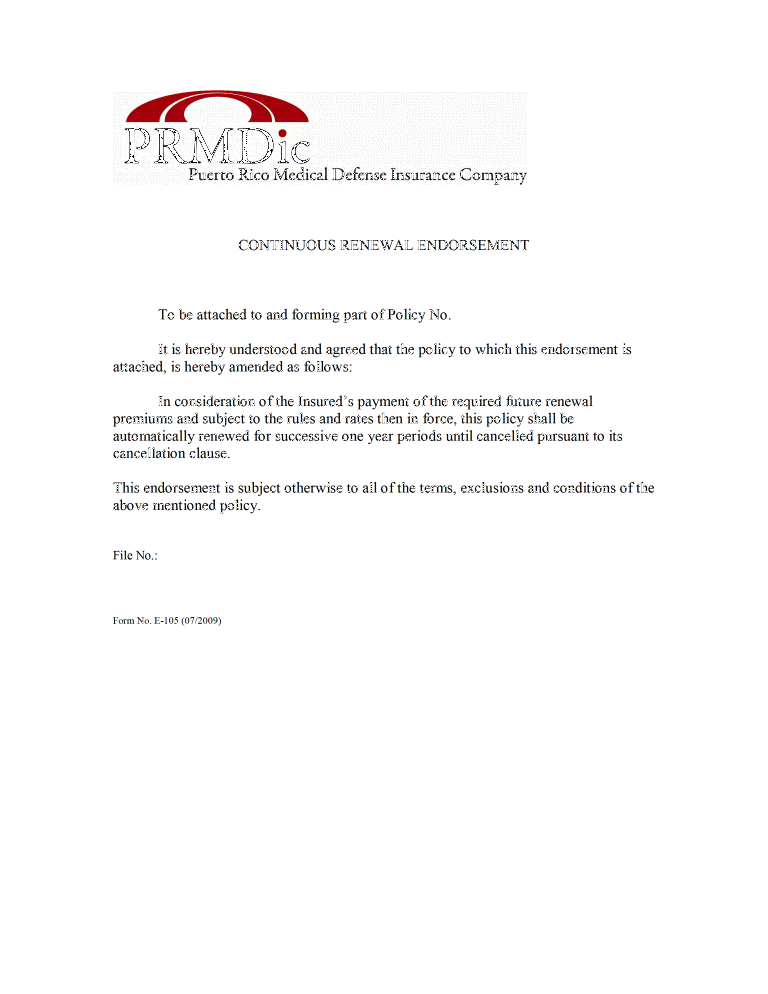 PRMDic
Puerto Rico Medical Defense Insurance Company
CONTINUOUS RENEWAL ENDORSEMENT
To be attached to and forming part of Policy No.
It is hereby understood and agreed that the policy to which this endorsement is
attached, is hereby amended as follows:
In consideration of the Insured's payment of the required future renewal
premiums and subject to the rules and rates then in force, this policy shall be
automatically renewed for successive one year periods until cancelled pursuant to its
cancellation clause.
This endorsement is subject otherwise to all of the terms, exclusions and conditions of the
above mentioned policy.
File No.:
Form No. E-105 (07/2009)